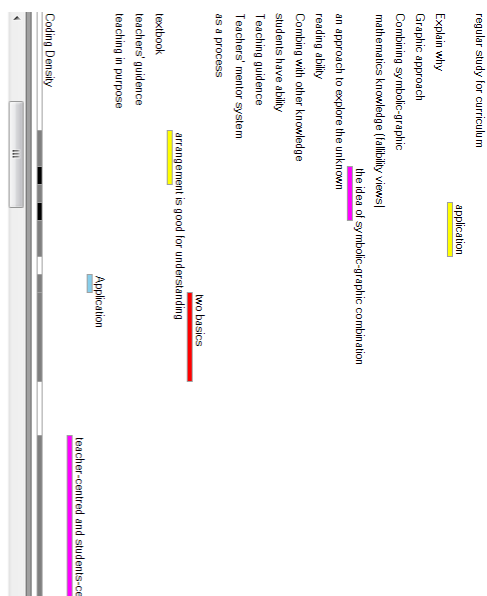 regular study for curriculum
application
Explain why
Graphic approach
Combining symbolic-graphic
mathematics knowledge (fallibility views)
the idea of symbolic-graphic combination
an approach to explore the unknown
reading ability
Combing with other knowledge
students have ability
Teaching guidance
Teachers' mentor system
as a process
two basics
arrangement is good for understanding
textbook
teachers' guidence
teaching in purpose
Application
teacher-centred and students-ce
Coding Density